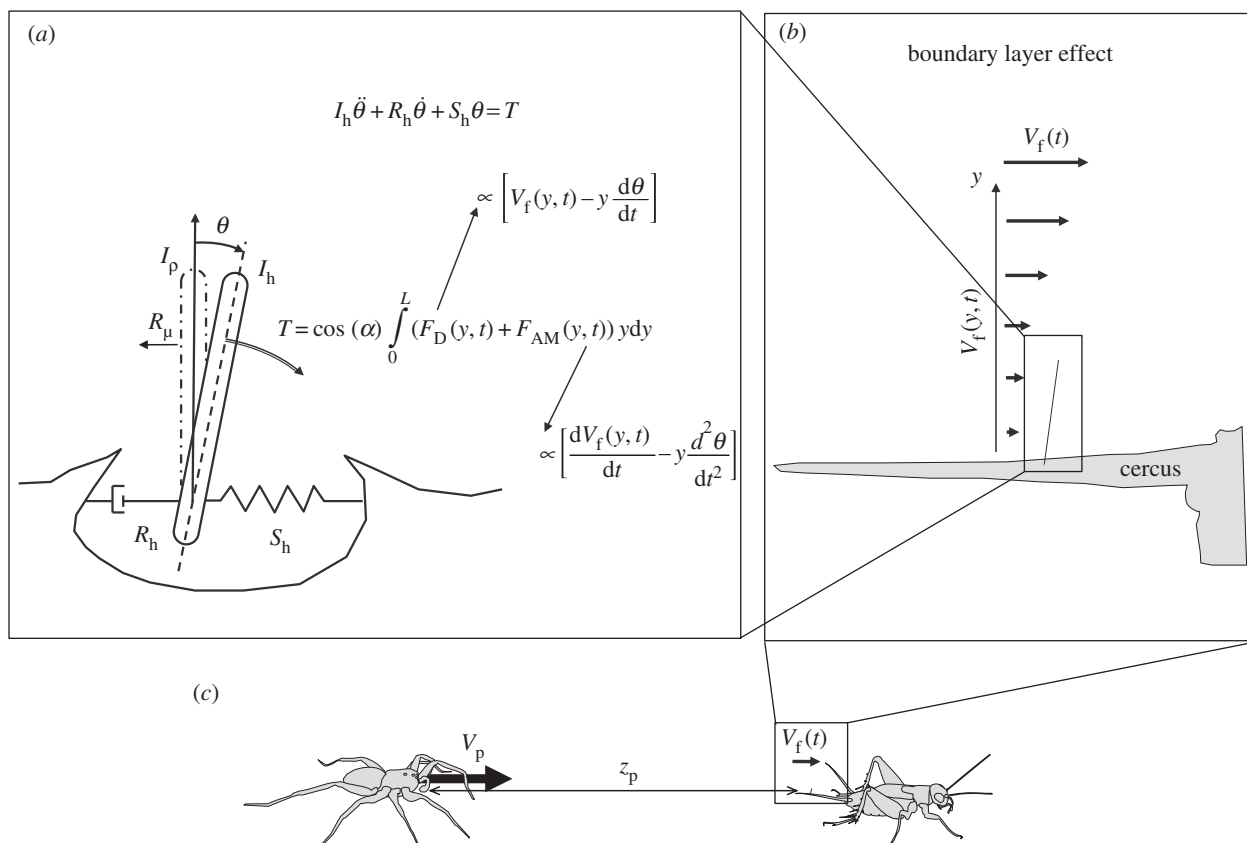 (a)
I_h θ̈ + R_h θ̇ + S_h θ = T
∝ [V_f (y, t) – y dθ/dt]
θ
I_ρ
I_h
R_μ
T = cos (α) ∫_0^L (F_D (y, t) + F_AM (y, t)) y dy
∝ [dV_f (y, t)/dt – y d²θ/dt²]
R_h
S_h
(b)
boundary layer effect
V_f (t)
y
V_f (y, t)
cercus
(c)
V_p
z_p
V_f (t)